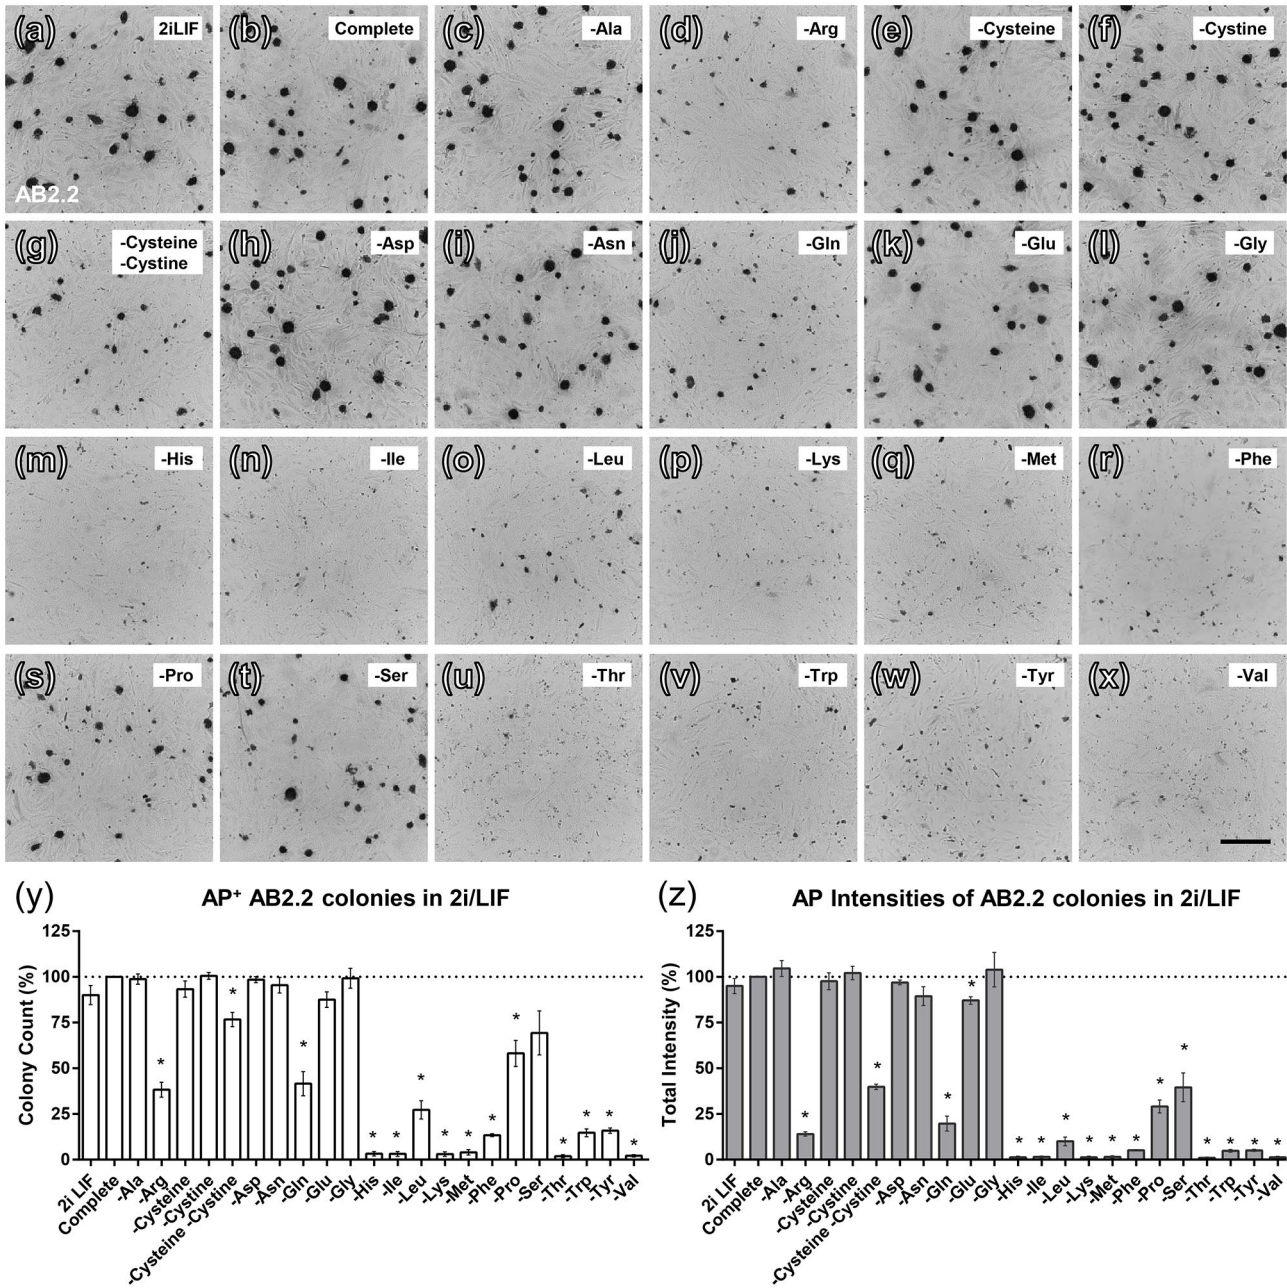 (a) 2iLIF (b) Complete (c) -Ala (d) -Arg (e) -Cysteine (f) -Cystine
AB2.2
(g) -Cysteine
-Cystine
(h) -Asp (i) -Asn (j) -Gln (k) -Glu (l) -Gly
(m) -His (n) -Ile (o) -Leu (p) -Lys (q) -Met (r) -Phe
(s) -Pro (t) -Ser (u) -Thr (v) -Trp (w) -Tyr (x) -Val
(y) AP⁺ AB2.2 colonies in 2i/LIF
Colony Count (%)
125
100
75
50
25
0
* * * * * * * * * * * * * * *
2i LIF
Complete
-Ala
-Arg
-Cysteine
-Cystine
-Cysteine -Cystine
-Asp
-Asn
-Gln
-Glu
-Gly
-His
-Ile
-Leu
-Lys
-Met
-Phe
-Pro
-Ser
-Thr
-Trp
-Tyr
-Val
(z) AP Intensities of AB2.2 colonies in 2i/LIF
Total Intensity (%)
125
100
75
50
25
0
* * * * * * * * * * * * * * * *
2i LIF
Complete
-Ala
-Arg
-Cysteine
-Cystine
-Cysteine -Cystine
-Asp
-Asn
-Gln
-Glu
-Gly
-His
-Ile
-Leu
-Lys
-Met
-Phe
-Pro
-Ser
-Thr
-Trp
-Tyr
-Val